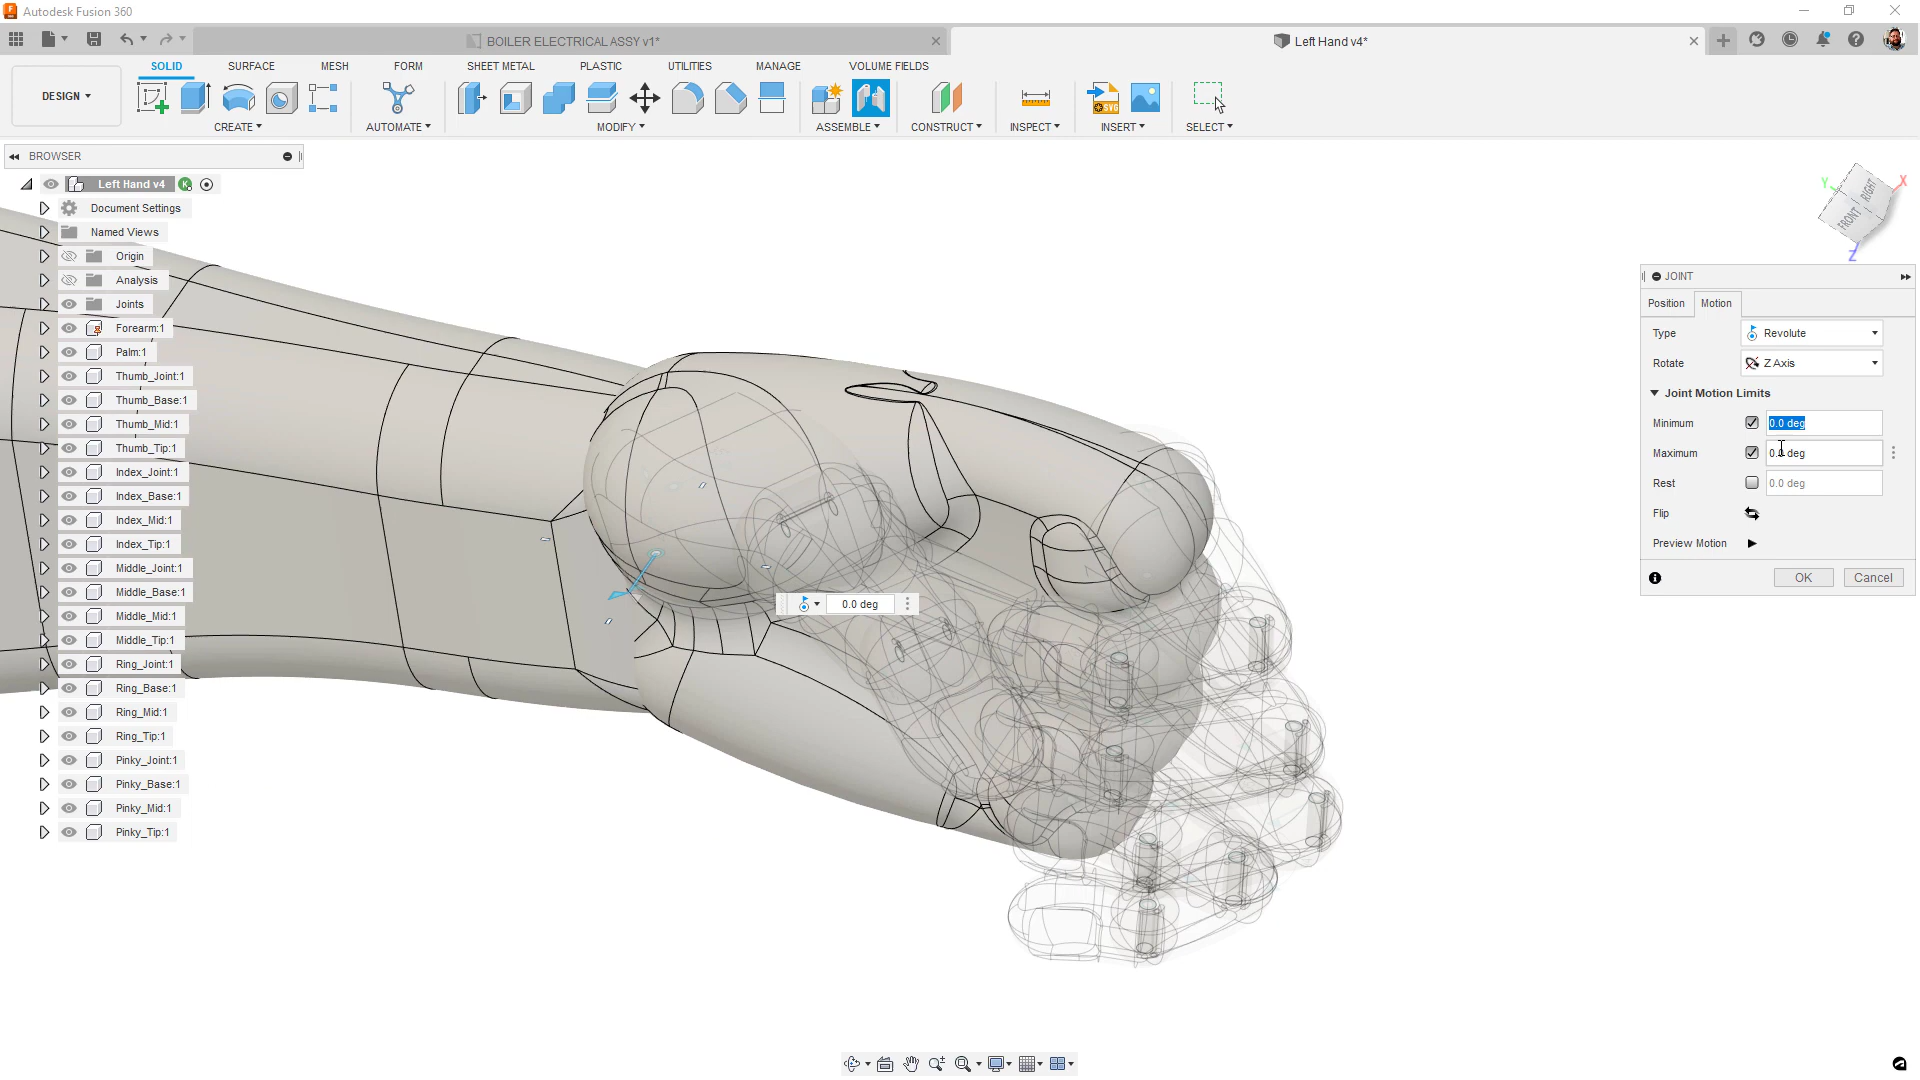 Autodesk Fusion 360
BOILER ELECTRICAL ASSY v1*
Left Hand v4*
DESIGN
SOLID SURFACE MESH FORM SHEET METAL PLASTIC UTILITIES MANAGE VOLUME FIELDS
CREATE AUTOMATE MODIFY ASSEMBLE CONSTRUCT INSPECT INSERT SELECT
BROWSER
Left Hand v4
Document Settings
Named Views
Origin
Analysis
Joints
Forearm:1
Palm:1
Thumb_Joint:1
Thumb_Base:1
Thumb_Mid:1
Thumb_Tip:1
Index_Joint:1
Index_Base:1
Index_Mid:1
Index_Tip:1
Middle_Joint:1
Middle_Base:1
Middle_Mid:1
Middle_Tip:1
Ring_Joint:1
Ring_Base:1
Ring_Mid:1
Ring_Tip:1
Pinky_Joint:1
Pinky_Base:1
Pinky_Mid:1
Pinky_Tip:1
0.0 deg
Y X
FRONT RIGHT
Z
JOINT
Position Motion
Type Revolute
Rotate Z Axis
Joint Motion Limits
Minimum 0.0 deg
Maximum 0.0 deg
Rest 0.0 deg
Flip
Preview Motion
OK Cancel